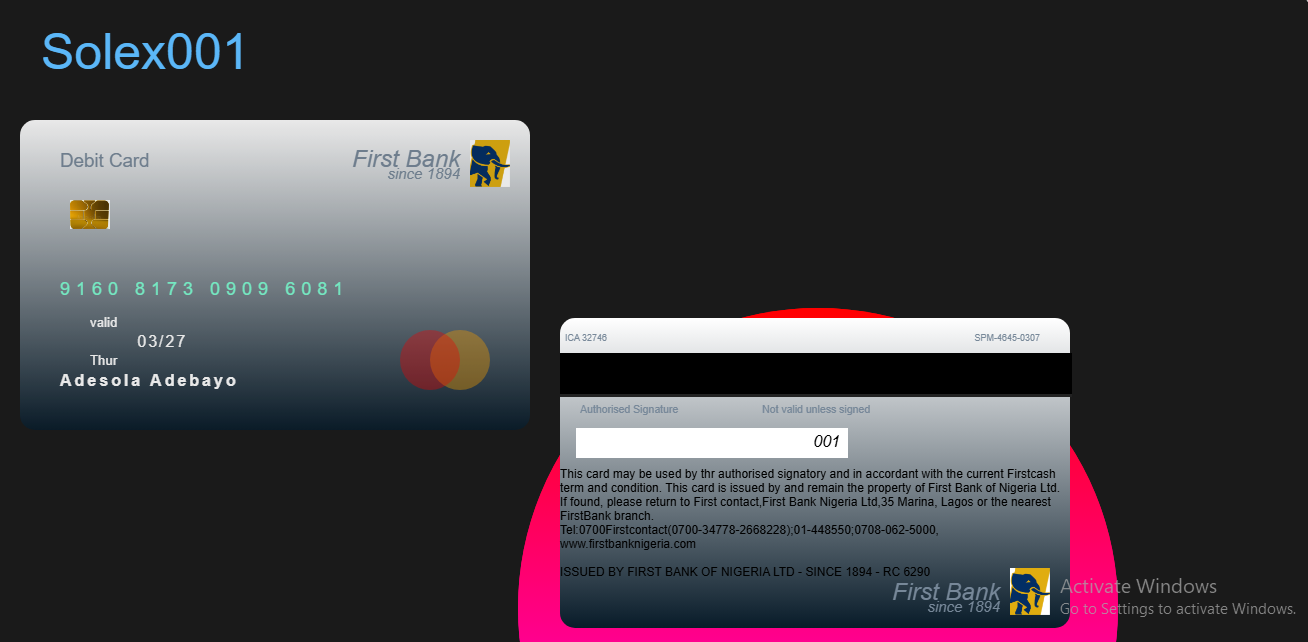 Solex001
Debit Card
First Bank
since 1894
9160 8173 0909 6081
valid
03/27
Thur
Adesola Adebayo
ICA 32746
SPM-4645-0307
Authorised Signature
Not valid unless signed
001
This card may be used by thr authorised signatory and in accordant with the current Firstcash
term and condition. This card is issued by and remain the property of First Bank of Nigeria Ltd.
If found, please return to First contact,First Bank Nigeria Ltd,35 Marina, Lagos or the nearest
FirstBank branch.
Tel:0700Firstcontact(0700-34778-2668228);01-448550;0708-062-5000,
www.firstbanknigeria.com
ISSUED BY FIRST BANK OF NIGERIA LTD - SINCE 1894 - RC 6290
First Bank
since 1894
Activate Windows
Go to Settings to activate Windows.